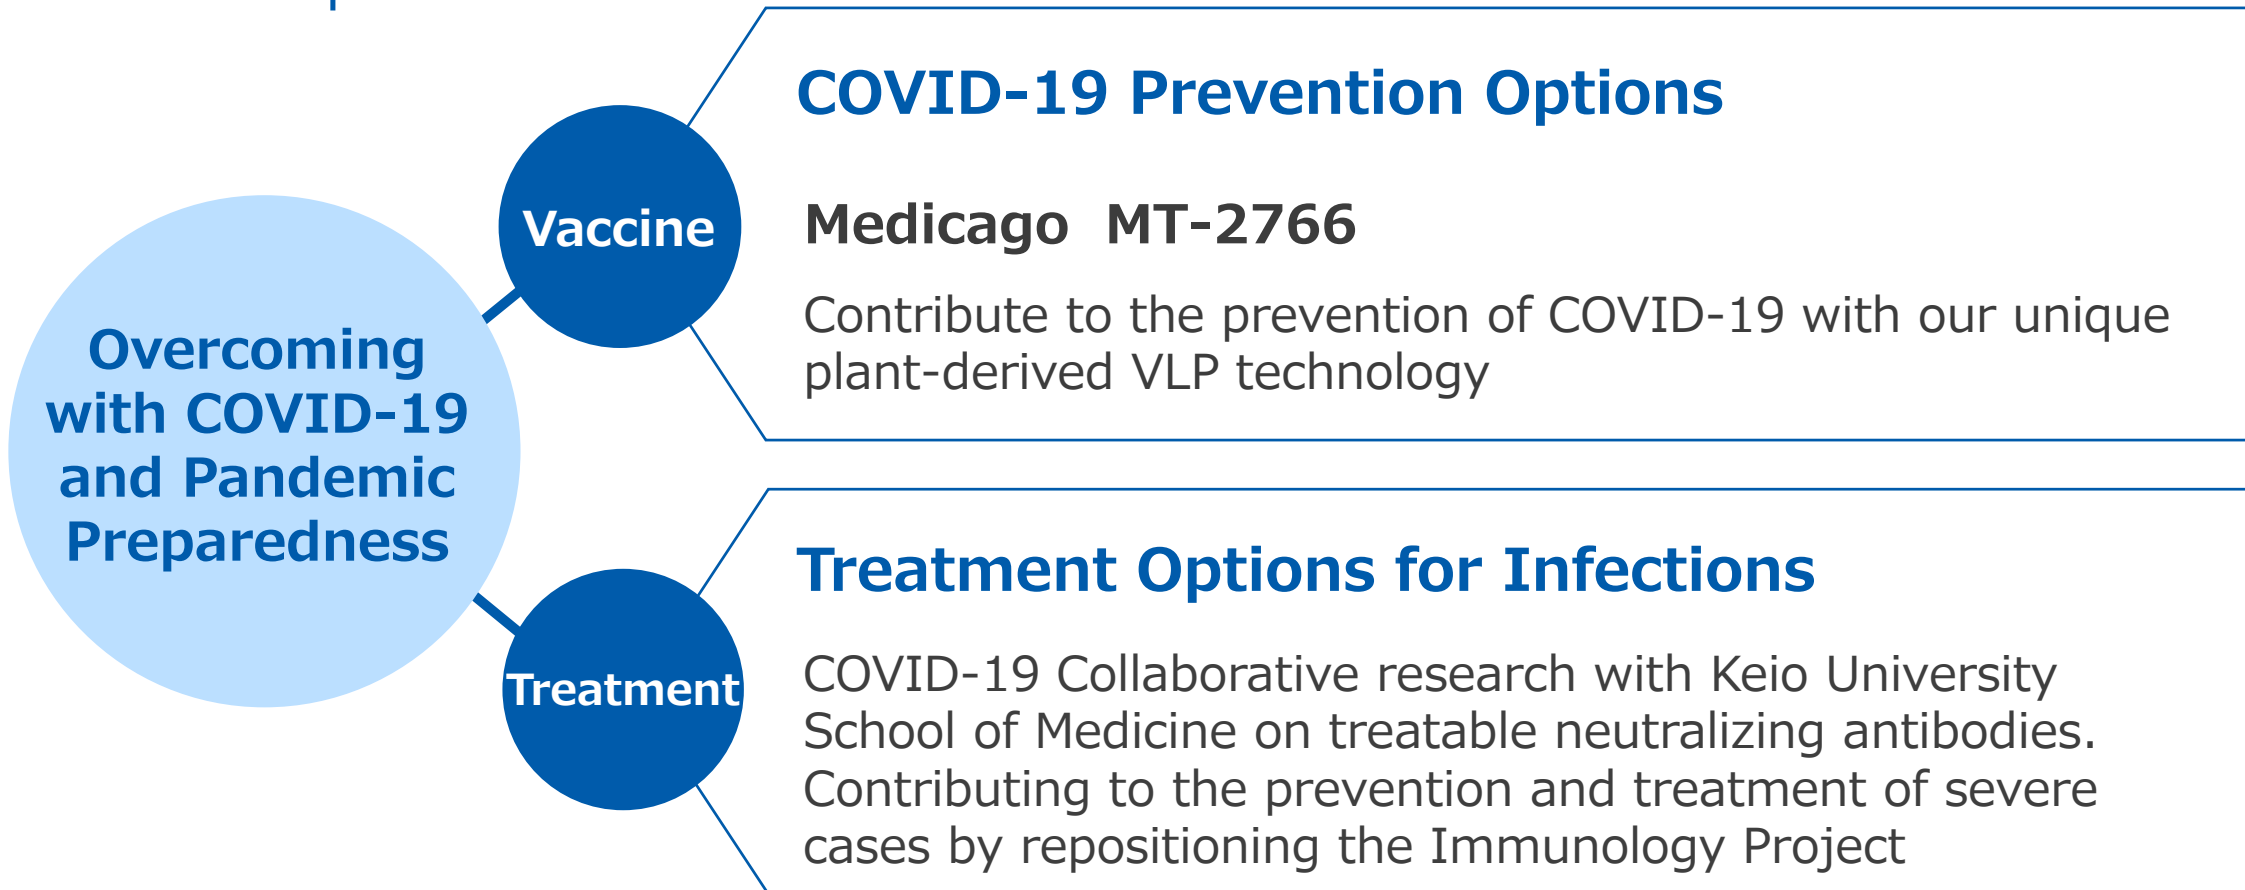 Overcoming
with COVID-19
and Pandemic
Preparedness
Vaccine
COVID-19 Prevention Options
Medicago MT-2766
Contribute to the prevention of COVID-19 with our unique
plant-derived VLP technology
Treatment
Treatment Options for Infections
COVID-19 Collaborative research with Keio University
School of Medicine on treatable neutralizing antibodies.
Contributing to the prevention and treatment of severe
cases by repositioning the Immunology Project